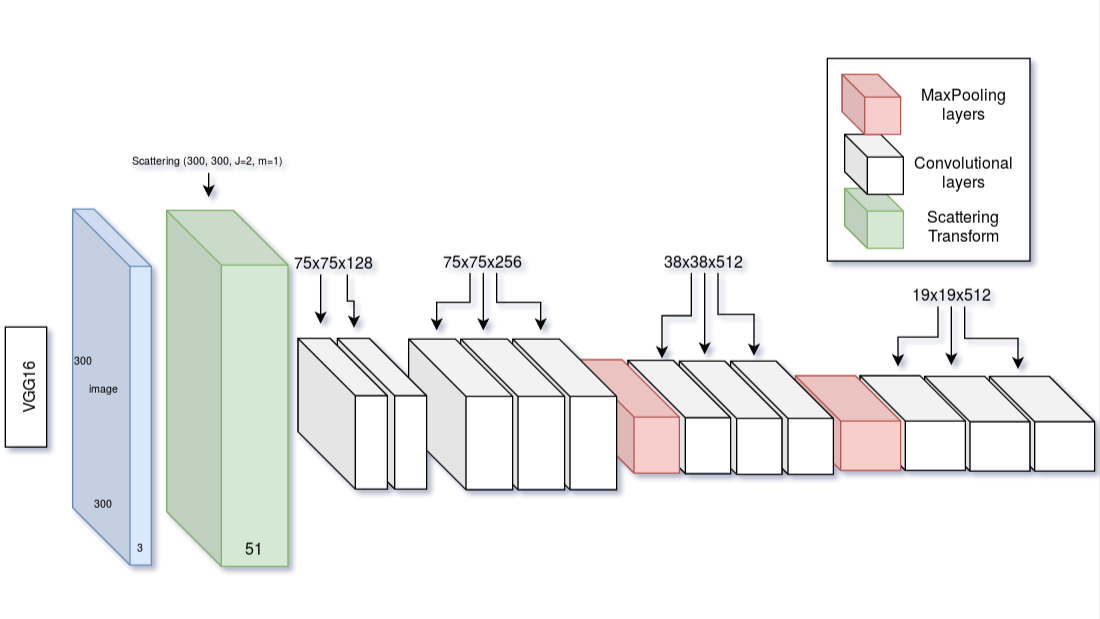 MaxPooling
layers
Convolutional
layers
Scattering
Transform
Scattering (300, 300, J=2, m=1)
75x75x128
75x75x256
38x38x512
19x19x512
VGG16
300
image
300
3
51